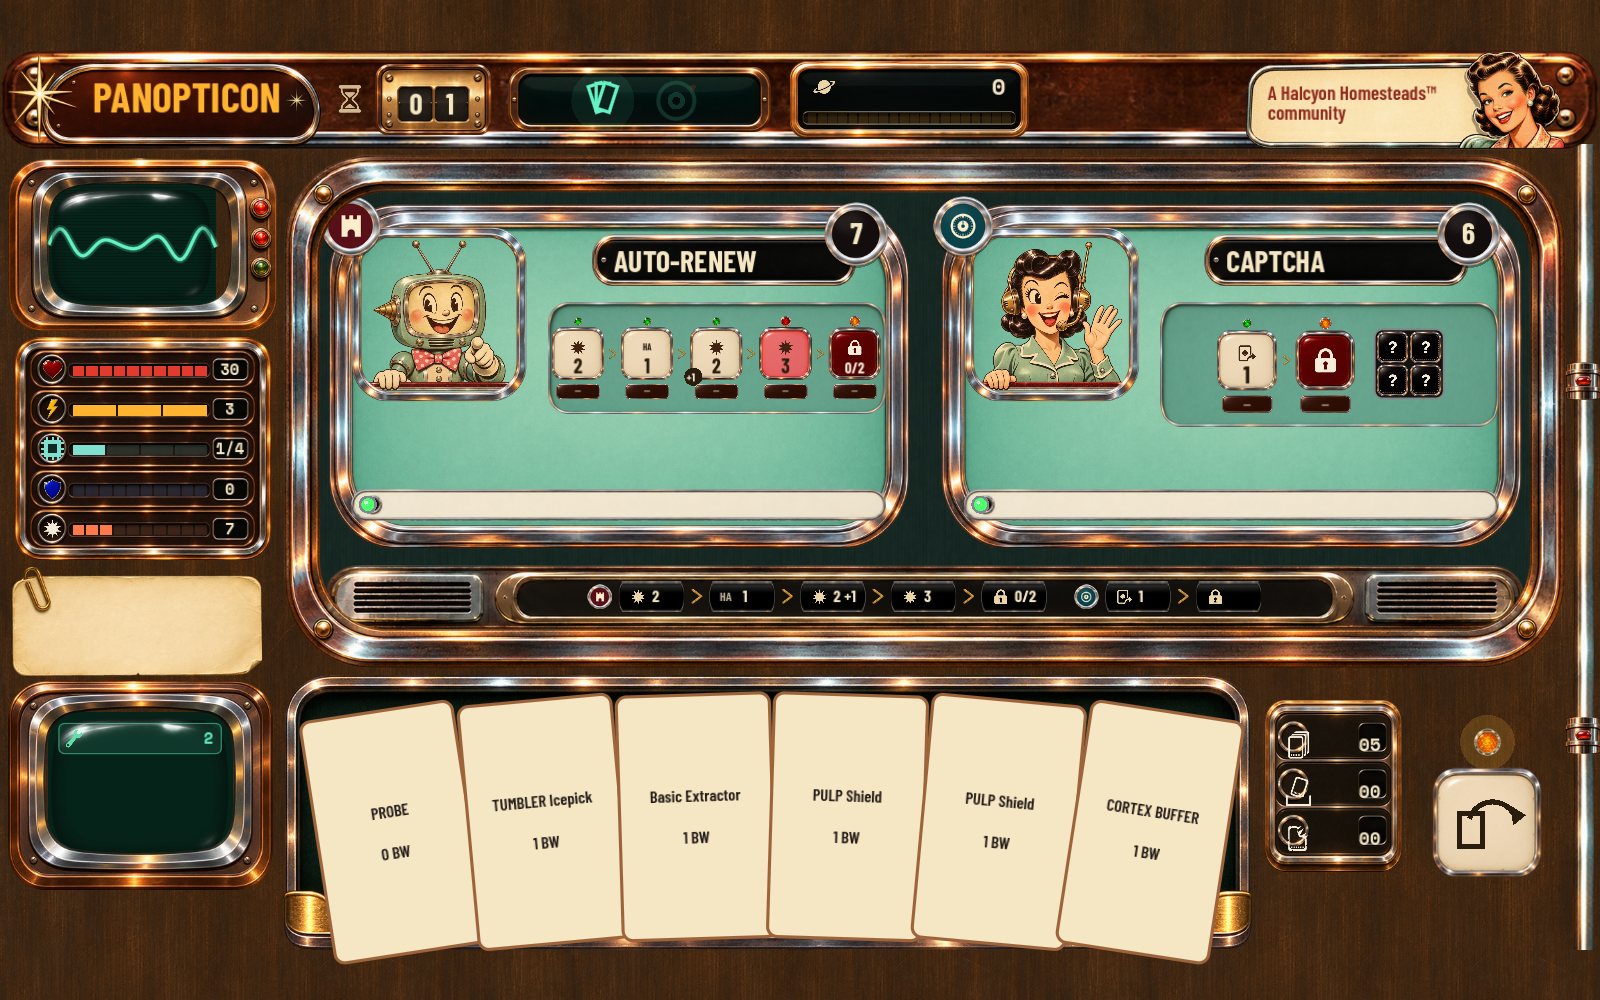 PANOPTICON
0 1
0
A Halcyon Homesteads™
community
30
3
1/4
0
7
2
AUTO-RENEW
7
2
HA
1
+1
2
3
0/2
CAPTCHA
6
1
? ?
? ?
2
HA 1
2 +1
3
0/2
1
PROBE
0 BW
TUMBLER Icepick
1 BW
Basic Extractor
1 BW
PULP Shield
1 BW
PULP Shield
1 BW
CORTEX BUFFER
1 BW
05
00
00